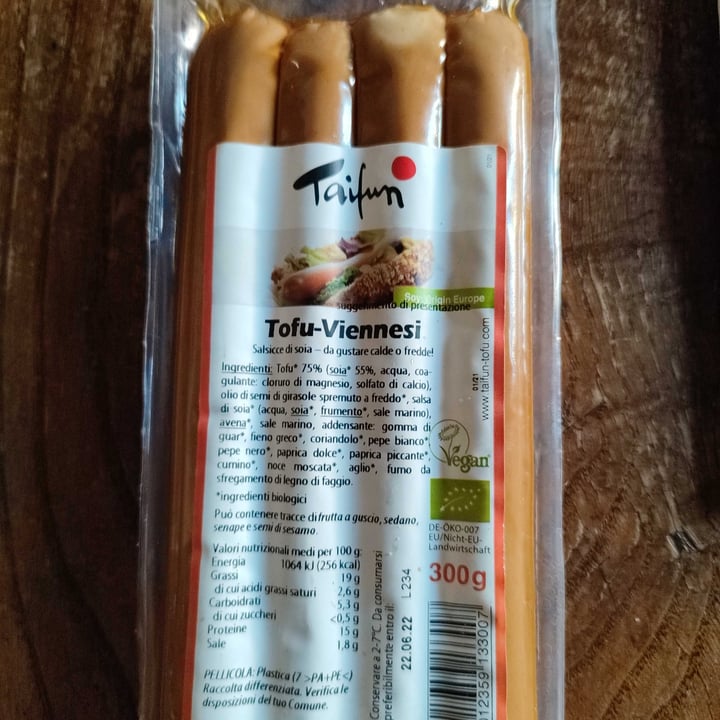 Taifun
01/21
Soy: Origin Europe
suggerimento di presentazione
Tofu-Viennesi
Salsicce di soia – da gustare calde o fredde!
Ingredienti: Tofu* 75% (soia* 55%, acqua, coa-
gulante: cloruro di magnesio, solfato di calcio),
olio di semi di girasole spremuto a freddo*, salsa
di soia* (acqua, soia*, frumento*, sale marino),
avena*, sale marino, addensante: gomma di
guar*, fieno greco*, coriandolo*, pepe bianco*,
pepe nero*, paprica dolce*, paprica piccante*,
cumino*, noce moscata*, aglio*, fumo da
sfregamento di legno di faggio.
*ingredienti biologici
Può contenere tracce di frutta a guscio, sedano,
senape e semi di sesamo.
Valori nutrizionali medi per 100 g:
Energia 1064 kJ (256 kcal)
Grassi 19 g
di cui acidi grassi saturi 2,6 g
Carboidrati 5,3 g
di cui zuccheri <0,5 g
Proteine 15 g
Sale 1,8 g
PELLICOLA: Plastica (7 >PA+PE<)
Raccolta differenziata. Verifica le
disposizioni del tuo Comune.
Conservare a 2-7°C. Da consumarsi
preferibilmente entro il:
22.06.22 L234
www.taifun-tofu.com
01/21
Vegan
DE-ÖKO-007
EU/Nicht-EU-
Landwirtschaft
300g
012359 133007